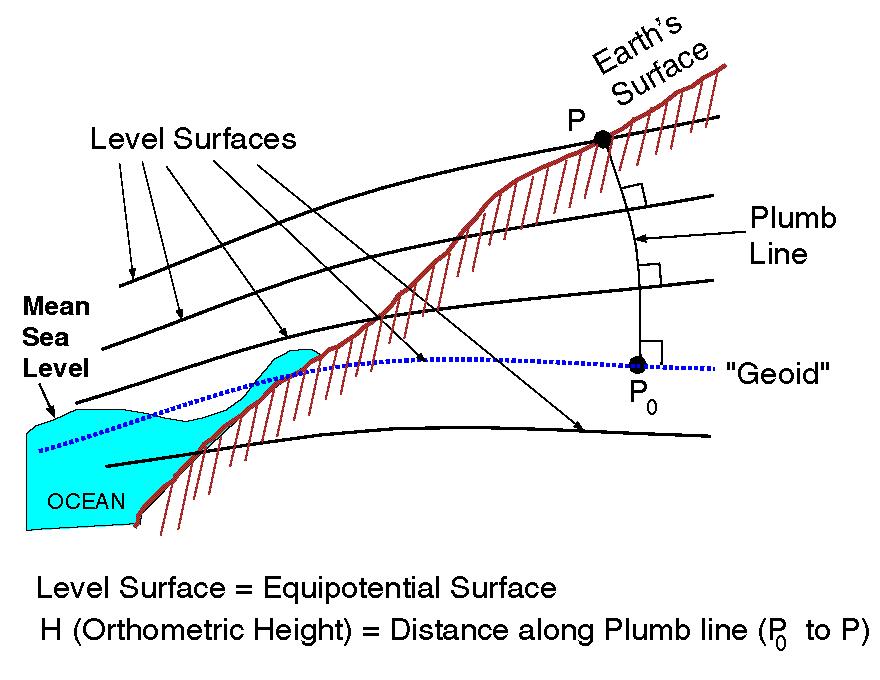 Earth's
Surface
P
Level Surfaces
Plumb
Line
Mean
Sea
Level
"Geoid"
P0
OCEAN
Level Surface = Equipotential Surface
H (Orthometric Height) = Distance along Plumb line (P0 to P)